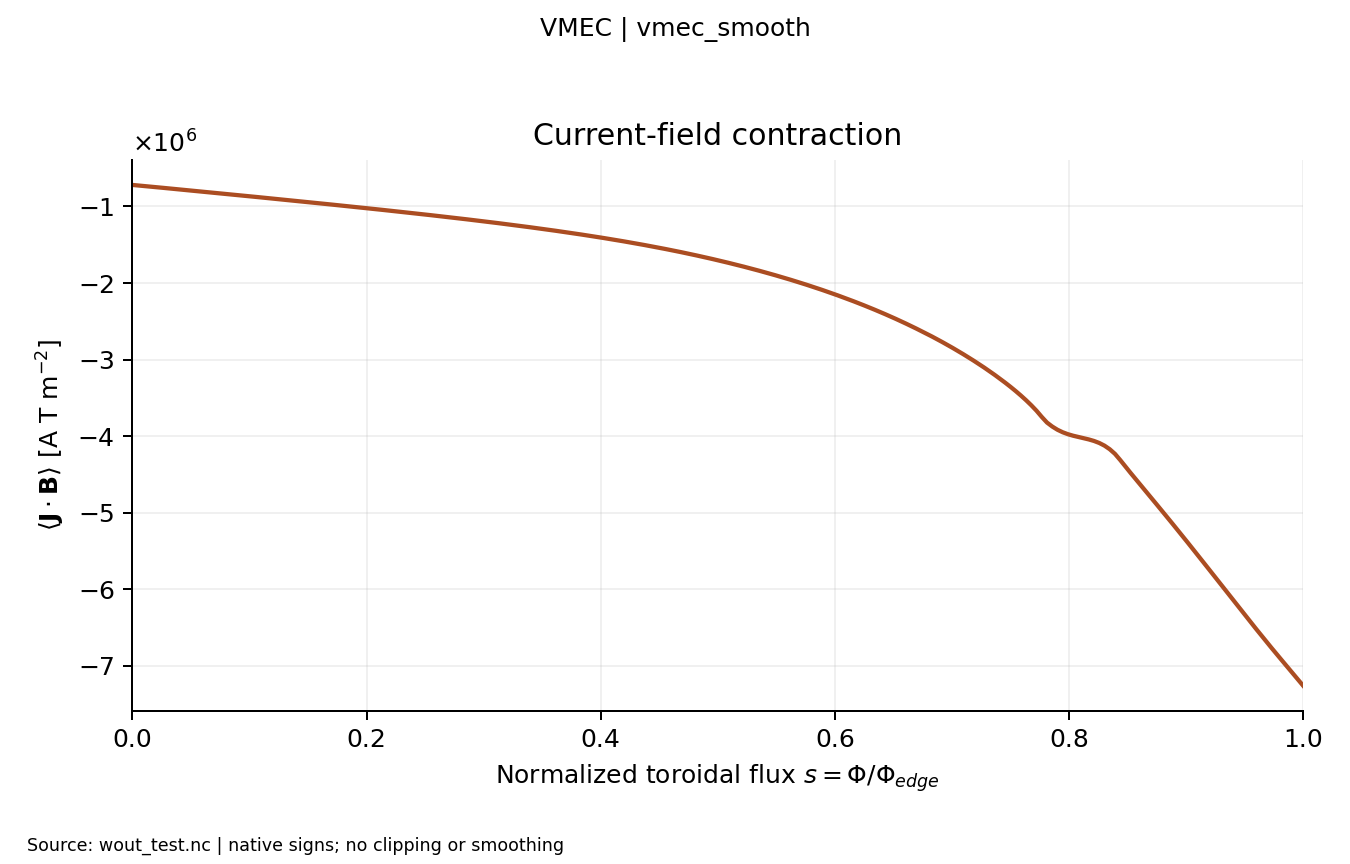 VMEC | vmec_smooth
Current-field contraction
×10⁶
−1
−2
−3
−4
−5
−6
−7
⟨J · B⟩ [A T m⁻²]
0.0 0.2 0.4 0.6 0.8 1.0
Normalized toroidal flux s = Φ/Φ_edge
Source: wout_test.nc | native signs; no clipping or smoothing